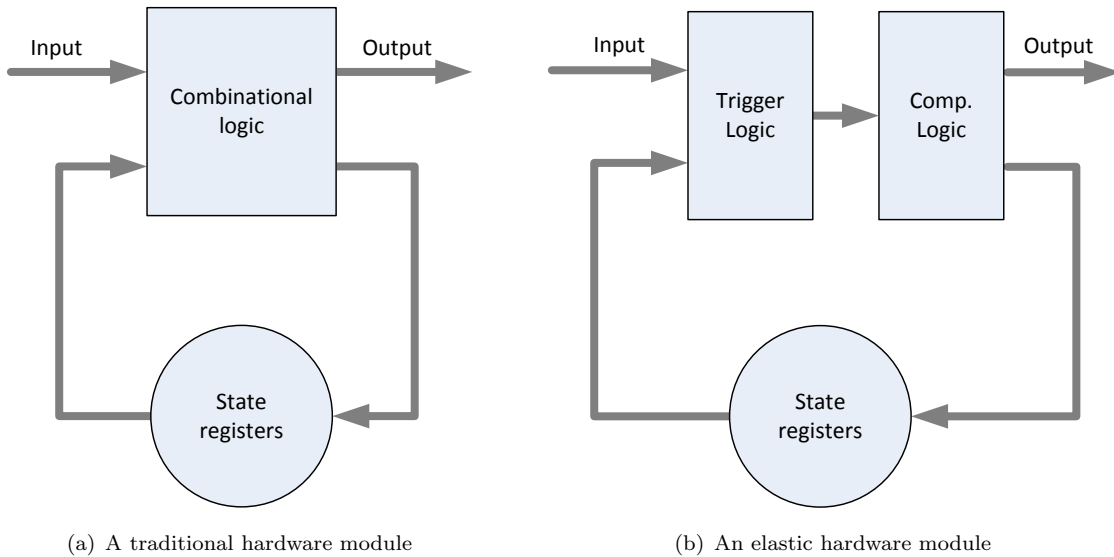 Input
Output
Combinational
logic
State
registers
(a) A traditional hardware module
Input
Output
Trigger
Logic
Comp.
Logic
State
registers
(b) An elastic hardware module